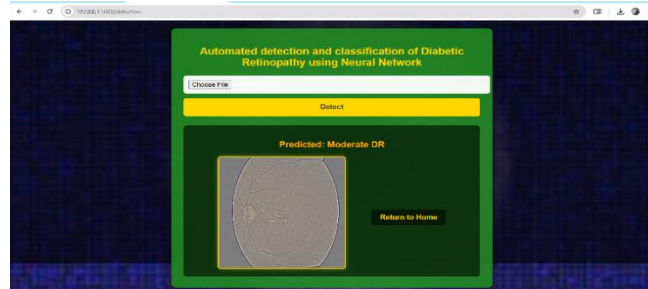 Automated detection and classification of Diabetic
Retinopathy using Neural Network
Choose File
Detect
Predicted: Moderate DR
Return to Home